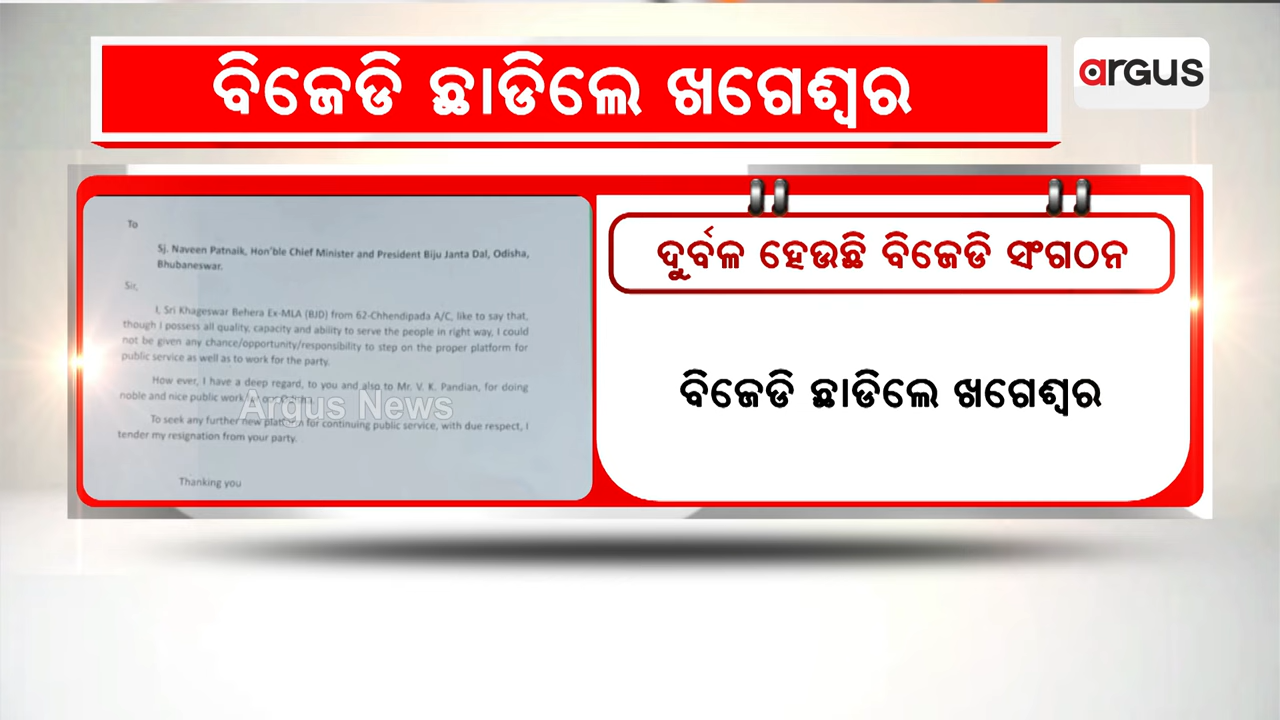 ବିଜେଡି ଛାଡିଲେ ଖଗେଶ୍ୱର
argus
To
Sj. Naveen Patnaik, Hon'ble Chief Minister and President Biju Janta Dal, Odisha,
Bhubaneswar.
Sir,
I, Sri Khageswar Behera Ex-MLA (BJD) from 62-Chhendipada A/C, like to say that,
though I possess all quality, capacity and ability to serve the people in right way, I could
not be given any chance/opportunity/responsibility to step on the proper platform for
public service as well as to work for the party.
How ever, I have a deep regard, to you and also to Mr. V. K. Pandian, for doing
noble and nice public work
Argus News
To seek any further new platform for continuing public service, with due respect, I
tender my resignation from your party.
Thanking you
ଦୁର୍ବଳ ହେଉଛି ବିଜେଡି ସଂଗଠନ
ବିଜେଡି ଛାଡିଲେ ଖଗେଶ୍ୱର